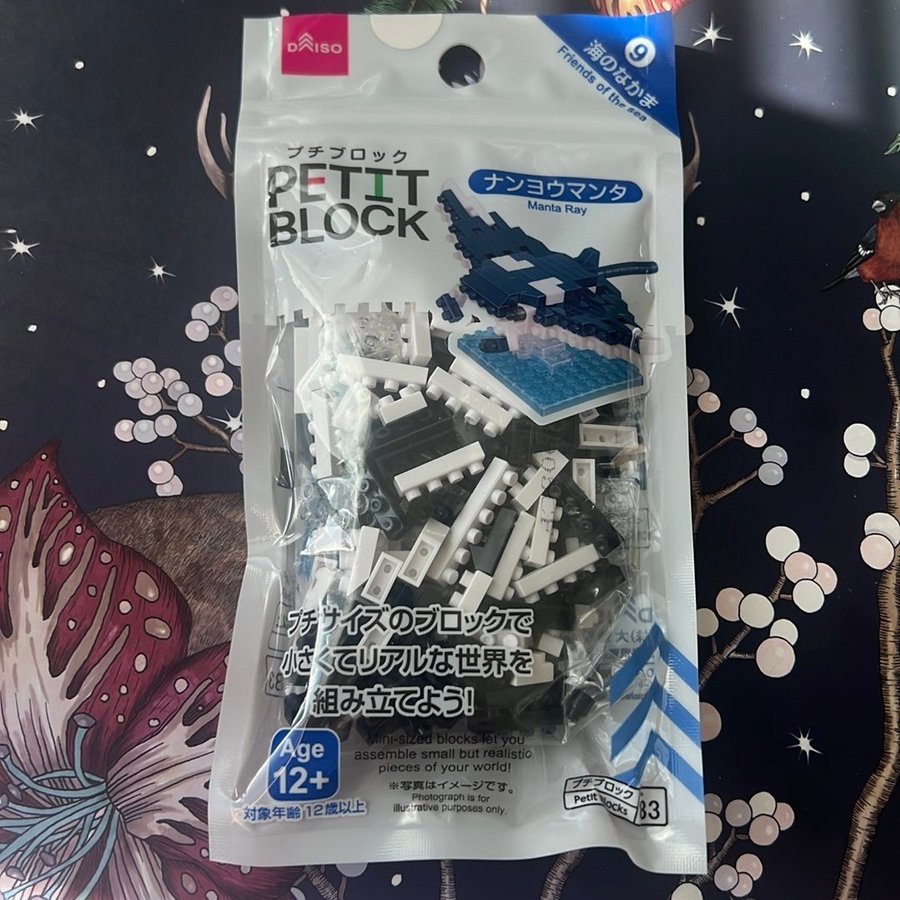 DAISO
9
海のなかま
Friends of the sea
プチブロック
PETIT
BLOCK
ナンヨウマンタ
Manta Ray
プチサイズのブロックで
小さくてリアルな世界を
組み立てよう!
Mini-sized blocks let you
assemble small but realistic
pieces of your world!
※写真はイメージです。
Photograph is for
illustrative purposes only.
Age
12+
対象年齢 12歳以上
プチブロック
Petit blocks
83